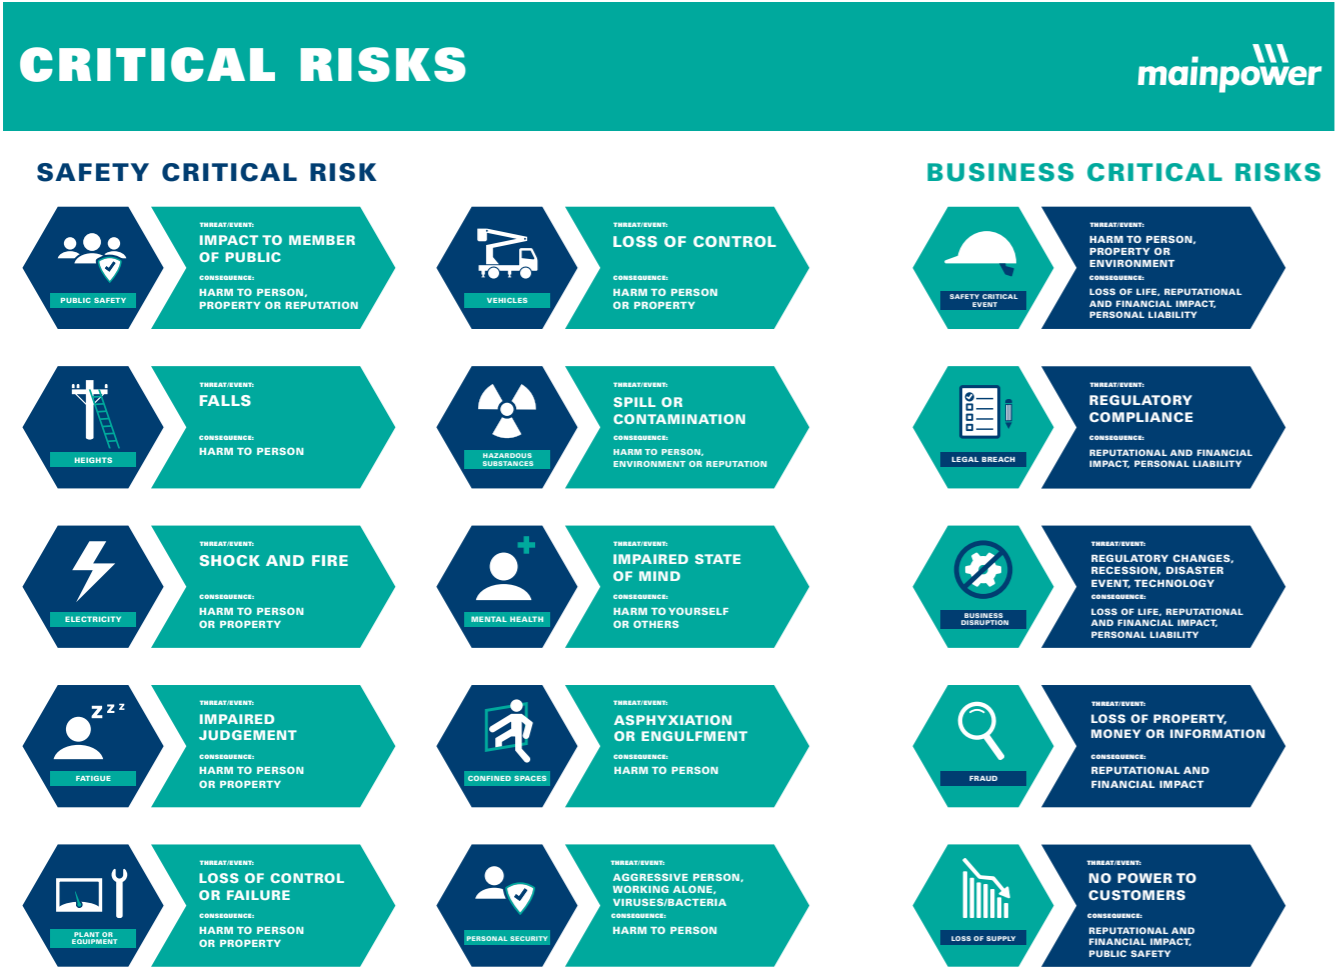 CRITICAL RISKS
mainpower
SAFETY CRITICAL RISK
PUBLIC SAFETY
THREAT/EVENT:
IMPACT TO MEMBER
OF PUBLIC
CONSEQUENCE:
HARM TO PERSON,
PROPERTY OR REPUTATION
HEIGHTS
THREAT/EVENT:
FALLS
CONSEQUENCE:
HARM TO PERSON
ELECTRICITY
THREAT/EVENT:
SHOCK AND FIRE
CONSEQUENCE:
HARM TO PERSON
OR PROPERTY
z z z
FATIGUE
THREAT/EVENT:
IMPAIRED
JUDGEMENT
CONSEQUENCE:
HARM TO PERSON
OR PROPERTY
PLANT OR
EQUIPMENT
THREAT/EVENT:
LOSS OF CONTROL
OR FAILURE
CONSEQUENCE:
HARM TO PERSON
OR PROPERTY
VEHICLES
THREAT/EVENT:
LOSS OF CONTROL
CONSEQUENCE:
HARM TO PERSON
OR PROPERTY
HAZARDOUS
SUBSTANCES
THREAT/EVENT:
SPILL OR
CONTAMINATION
CONSEQUENCE:
HARM TO PERSON,
ENVIRONMENT OR REPUTATION
MENTAL HEALTH
THREAT/EVENT:
IMPAIRED STATE
OF MIND
CONSEQUENCE:
HARM TO YOURSELF
OR OTHERS
CONFINED SPACES
THREAT/EVENT:
ASPHYXIATION
OR ENGULFMENT
CONSEQUENCE:
HARM TO PERSON
PERSONAL SECURITY
THREAT/EVENT:
AGGRESSIVE PERSON,
WORKING ALONE,
VIRUSES/BACTERIA
CONSEQUENCE:
HARM TO PERSON
BUSINESS CRITICAL RISKS
SAFETY CRITICAL
EVENT
THREAT/EVENT:
HARM TO PERSON,
PROPERTY OR
ENVIRONMENT
CONSEQUENCE:
LOSS OF LIFE, REPUTATIONAL
AND FINANCIAL IMPACT,
PERSONAL LIABILITY
LEGAL BREACH
THREAT/EVENT:
REGULATORY
COMPLIANCE
CONSEQUENCE:
REPUTATIONAL AND FINANCIAL
IMPACT, PERSONAL LIABILITY
BUSINESS
DISRUPTION
THREAT/EVENT:
REGULATORY CHANGES,
RECESSION, DISASTER
EVENT, TECHNOLOGY
CONSEQUENCE:
LOSS OF LIFE, REPUTATIONAL
AND FINANCIAL IMPACT,
PERSONAL LIABILITY
FRAUD
THREAT/EVENT:
LOSS OF PROPERTY,
MONEY OR INFORMATION
CONSEQUENCE:
REPUTATIONAL AND
FINANCIAL IMPACT
LOSS OF SUPPLY
THREAT/EVENT:
NO POWER TO
CUSTOMERS
CONSEQUENCE:
REPUTATIONAL AND
FINANCIAL IMPACT,
PUBLIC SAFETY